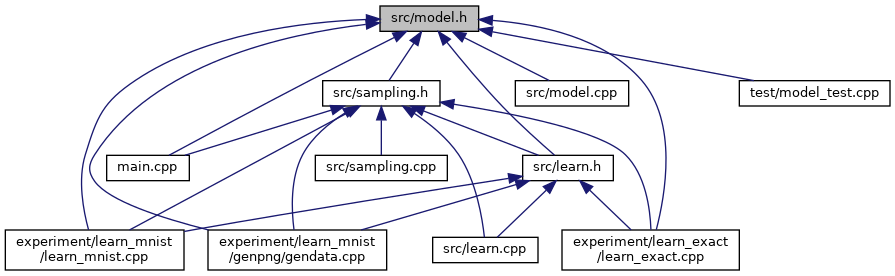 src/model.h
src/sampling.h
src/model.cpp
test/model_test.cpp
main.cpp
src/sampling.cpp
src/learn.h
experiment/learn_mnist
/learn_mnist.cpp
experiment/learn_mnist
/genpng/gendata.cpp
src/learn.cpp
experiment/learn_exact
/learn_exact.cpp